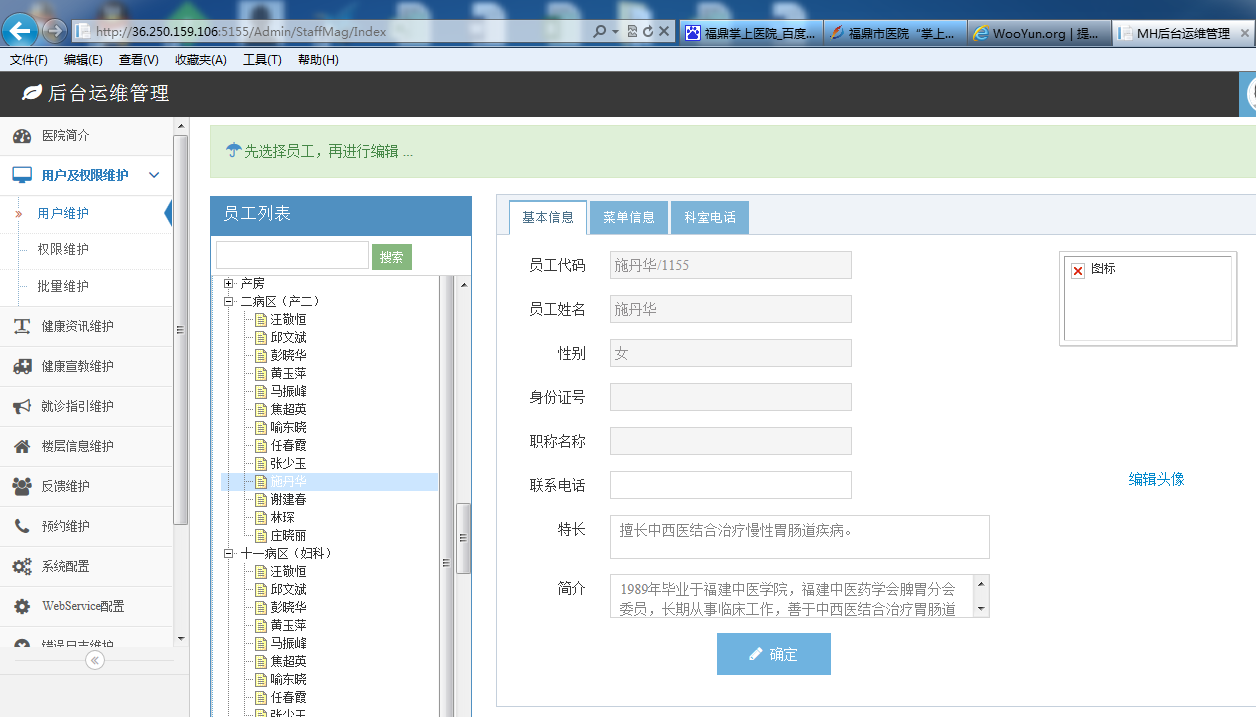 http://36.250.159.106:5155/Admin/StaffMag/Index
福鼎掌上医院_百度...
福鼎市医院“掌上...
WooYun.org | 提...
MH后台运维管理
文件(F) 编辑(E) 查看(V) 收藏夹(A) 工具(T) 帮助(H)
后台运维管理
医院简介
用户及权限维护
用户维护
权限维护
批量维护
健康资讯维护
健康宣教维护
就诊指引维护
楼层信息维护
反馈维护
预约维护
系统配置
WebService配置
错误日志维护
先选择员工，再进行编辑 ...
员工列表
搜索
产房
二病区（产二）
汪敬恒
邱文斌
彭晓华
黄玉萍
马振峰
焦超英
喻东晓
任春霞
张少玉
施丹华
谢建春
林琛
庄晓丽
十一病区（妇科）
汪敬恒
邱文斌
彭晓华
黄玉萍
马振峰
焦超英
喻东晓
任春霞
张少玉
基本信息 菜单信息 科室电话
员工代码 施丹华/1155
员工姓名 施丹华
性别 女
身份证号
职称名称
联系电话
特长 擅长中西医结合治疗慢性胃肠道疾病。
简介 1989年毕业于福建中医学院，福建中医药学会脾胃分会
委员，长期从事临床工作，善于中西医结合治疗胃肠道
确定
图标
编辑头像